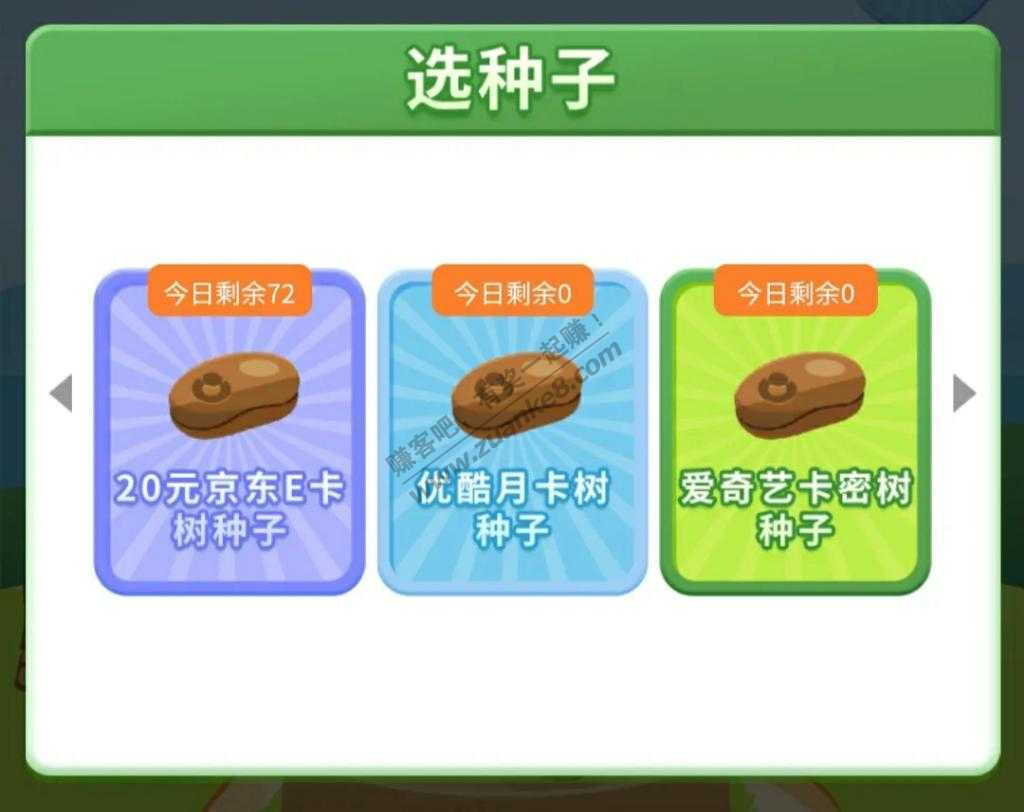 选种子
今日剩余72
今日剩余0
今日剩余0
20元京东E卡
树种子
优酷月卡树
种子
爱奇艺卡密树
种子
赚客吧！有奖一起赚！
www.zuanke8.com